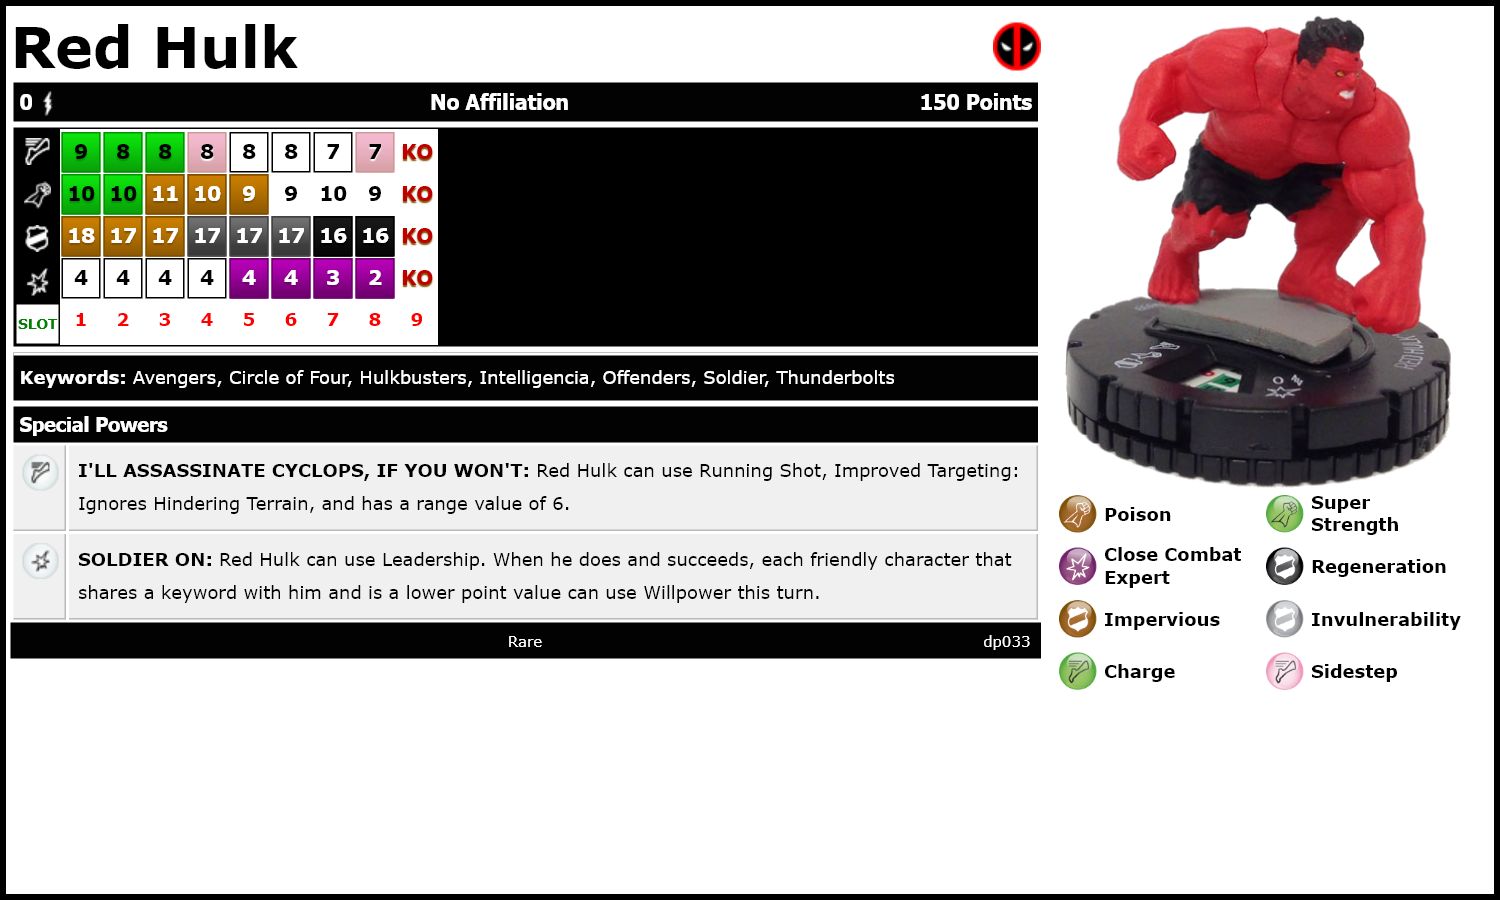 Red Hulk
0 No Affiliation 150 Points
9 8 8 8 8 8 7 7 KO
10 10 11 10 9 9 10 9 KO
18 17 17 17 17 17 16 16 KO
4 4 4 4 4 4 3 2 KO
SLOT 1 2 3 4 5 6 7 8 9
Keywords: Avengers, Circle of Four, Hulkbusters, Intelligencia, Offenders, Soldier, Thunderbolts
Special Powers
I'LL ASSASSINATE CYCLOPS, IF YOU WON'T: Red Hulk can use Running Shot, Improved Targeting:
Ignores Hindering Terrain, and has a range value of 6.
SOLDIER ON: Red Hulk can use Leadership. When he does and succeeds, each friendly character that
shares a keyword with him and is a lower point value can use Willpower this turn.
Rare dp033
RED HULK
Poison
Super
Strength
Close Combat
Expert
Regeneration
Impervious
Invulnerability
Charge
Sidestep